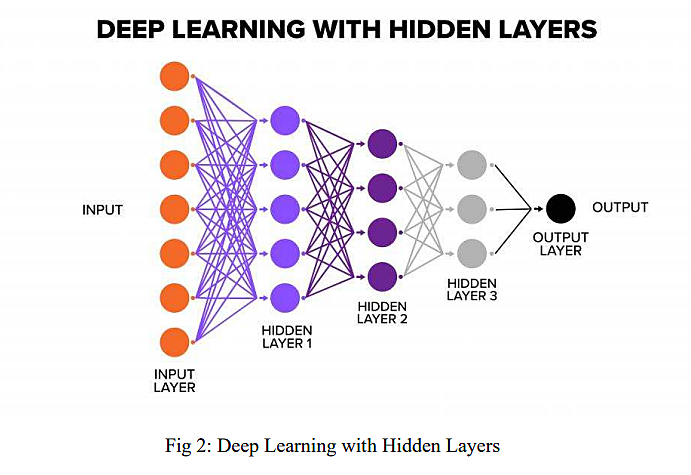 DEEP LEARNING WITH HIDDEN LAYERS
INPUT
INPUT
LAYER
HIDDEN
LAYER 1
HIDDEN
LAYER 2
HIDDEN
LAYER 3
OUTPUT
LAYER
OUTPUT
Fig 2: Deep Learning with Hidden Layers